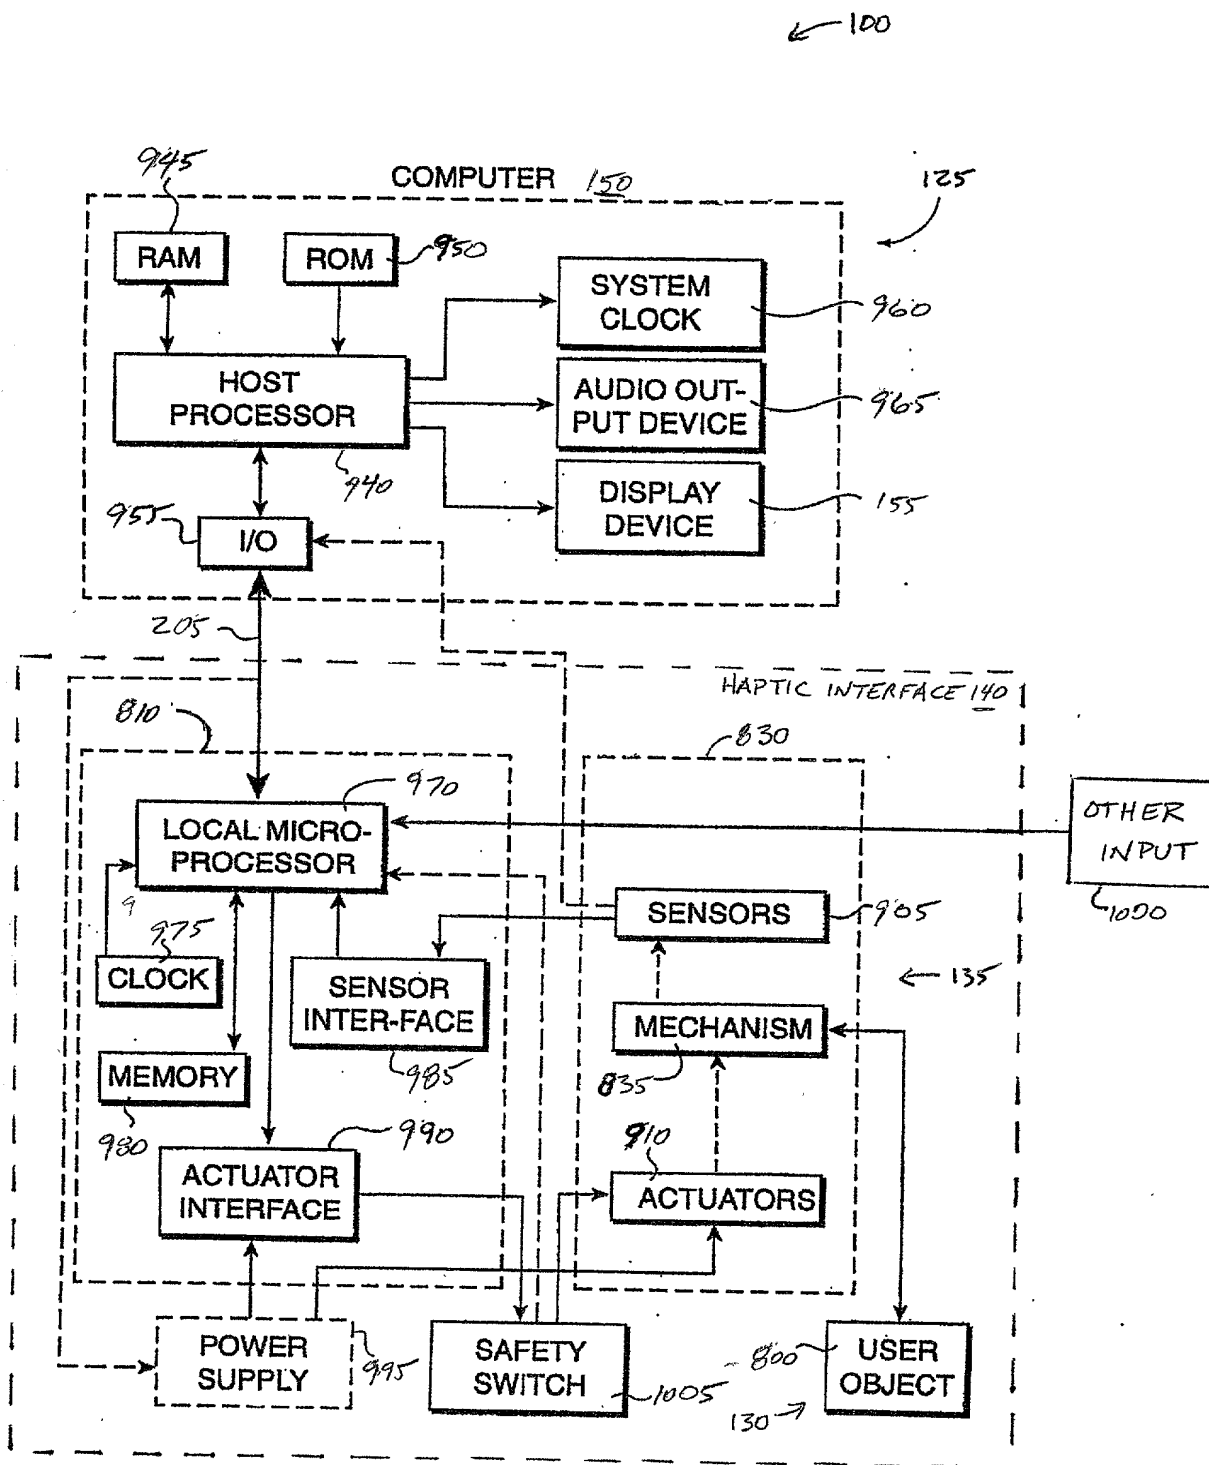 100
945
COMPUTER 150
125
RAM
ROM
950
SYSTEM
CLOCK
960
HOST
PROCESSOR
AUDIO OUT-
PUT DEVICE
965
940
955
I/O
DISPLAY
DEVICE
155
205
HAPTIC INTERFACE 140
810
830
970
LOCAL MICRO-
PROCESSOR
OTHER
INPUT
1000
9
975
CLOCK
SENSORS
905
SENSOR
INTER-FACE
985
135
MECHANISM
835
MEMORY
980
990
910
ACTUATOR
INTERFACE
ACTUATORS
POWER
SUPPLY
995
SAFETY
SWITCH
1005
800
USER
OBJECT
130